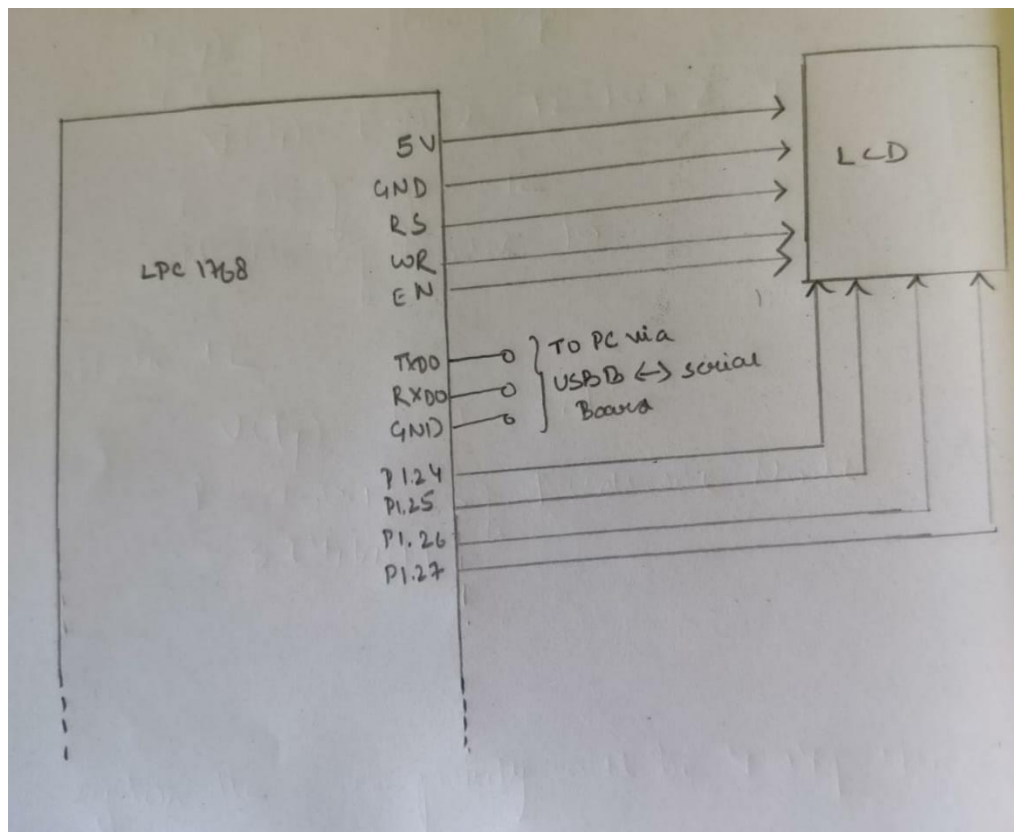 5V
GND
RS
WR
EN
LCD
LPC 1768
TXD0
RXD0
GND
TO PC via
USB <-> serial
Board
P1.24
P1.25
P1.26
P1.27